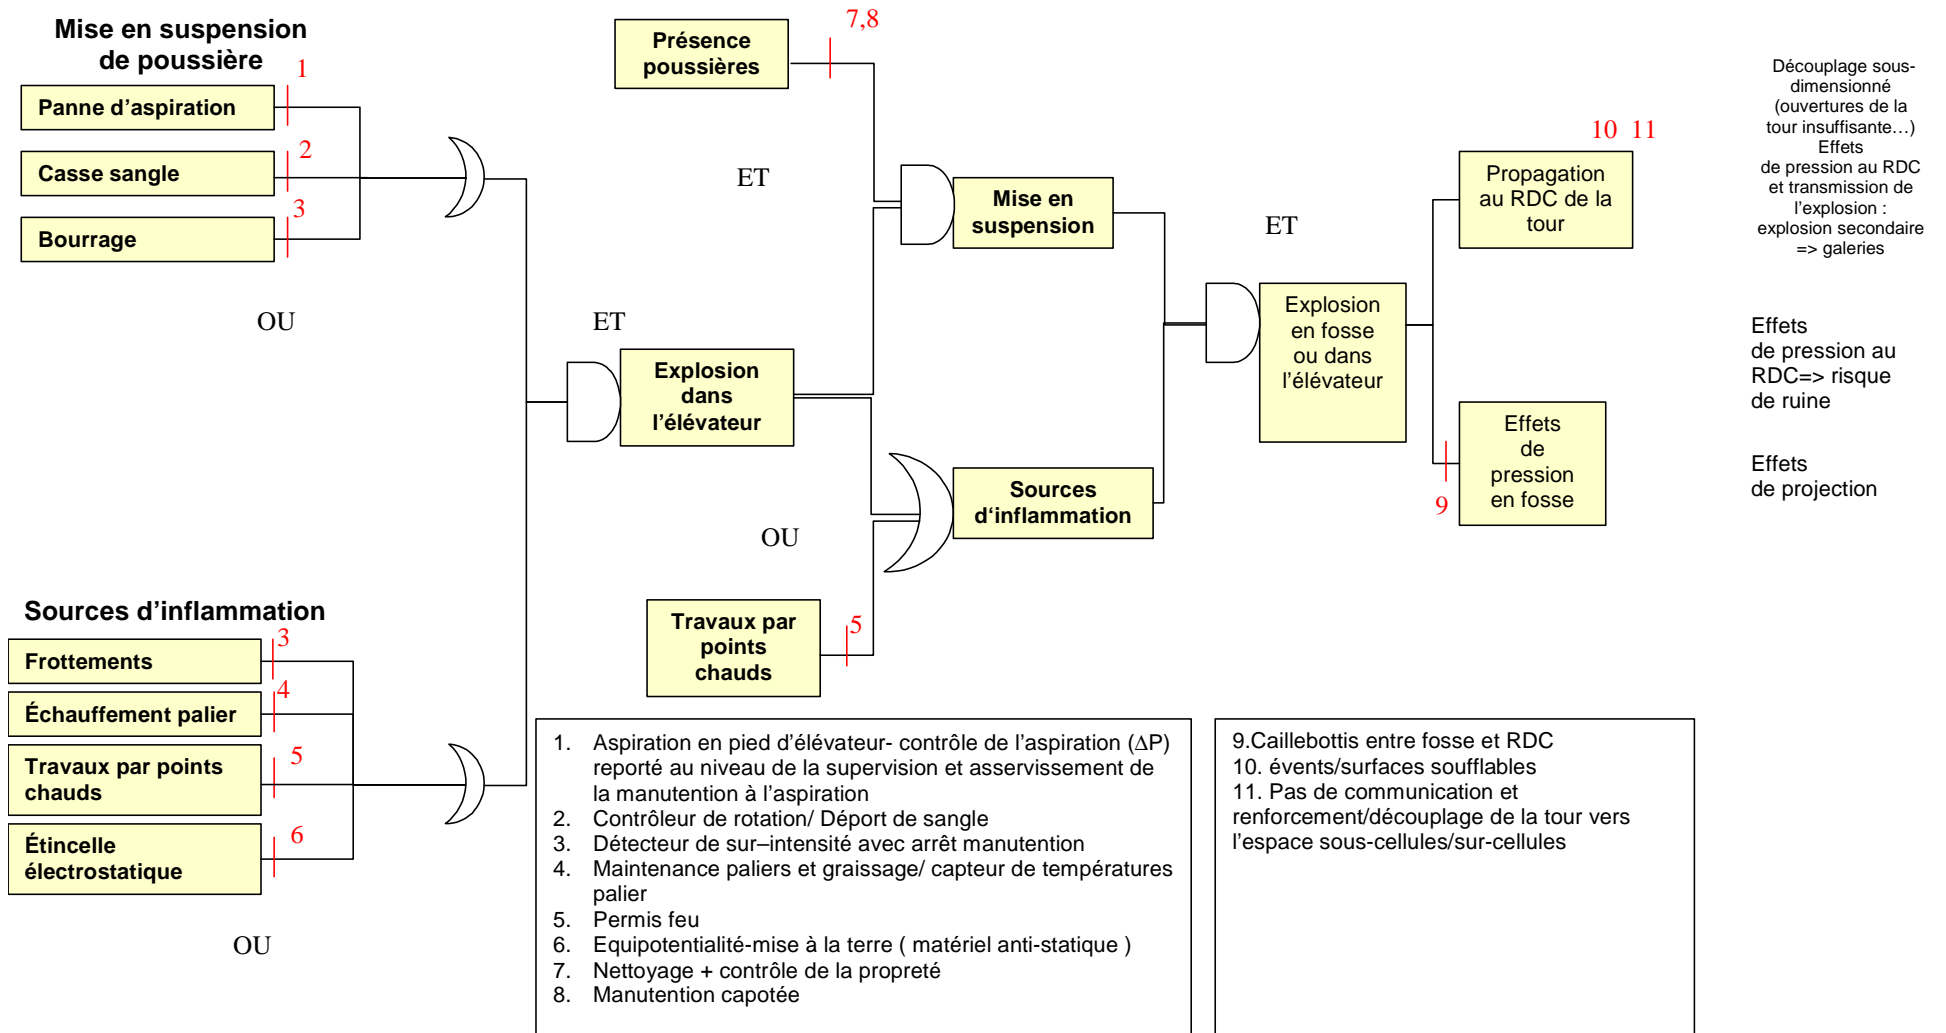 Mise en suspension
de poussière
1
Panne d’aspiration
2
Casse sangle
3
Bourrage
OU
Sources d’inflammation
3
Frottements
4
Échauffement palier
5
Travaux par points
chauds
6
Étincelle
électrostatique
OU
ET
Explosion
dans
l’élévateur
7,8
Présence
poussières
ET
Mise en
suspension
OU
Sources
d‘inflammation
Travaux par
points
chauds
5
ET
Explosion
en fosse
ou dans
l’élévateur
10 11
Propagation
au RDC de la
tour
Effets
de
pression
en fosse
9
Découplage sous-
dimensionné
(ouvertures de la
tour insuffisante…)
Effets
de pression au RDC
et transmission de
l’explosion :
explosion secondaire
=> galeries
Effets
de pression au
RDC=> risque
de ruine
Effets
de projection
1. Aspiration en pied d’élévateur- contrôle de l’aspiration (∆P)
reporté au niveau de la supervision et asservissement de
la manutention à l’aspiration
2. Contrôleur de rotation/ Déport de sangle
3. Détecteur de sur–intensité avec arrêt manutention
4. Maintenance paliers et graissage/ capteur de températures
palier
5. Permis feu
6. Equipotentialité-mise à la terre ( matériel anti-statique )
7. Nettoyage + contrôle de la propreté
8. Manutention capotée
9.Caillebottis entre fosse et RDC
10. évents/surfaces soufflables
11. Pas de communication et
renforcement/découplage de la tour vers
l’espace sous-cellules/sur-cellules